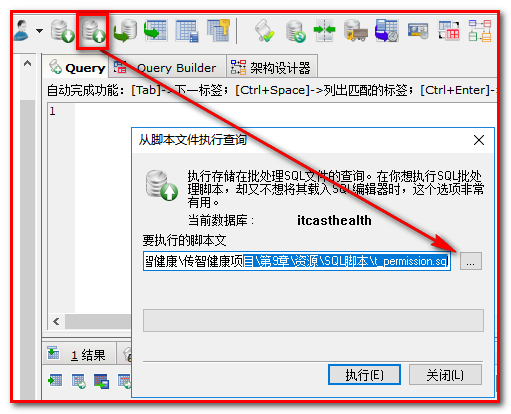 Query
Query Builder
架构设计器
自动完成功能：[Tab]->下一标签；[Ctrl+Space]->列出匹配的标签；[Ctrl+Enter]-
1
从脚本文件执行查询
执行存储在批处理SQL文件的查询。在你想执行SQL批处
理脚本，却又不想将其载入SQL编辑器时，这个选项非常
有用。
当前数据库： itcasthealth
要执行的脚本文
智健康\传智健康项目\第9章\资源\SQL脚本\t_permission.sq
...
执行(E)
关闭(L)
1 结果